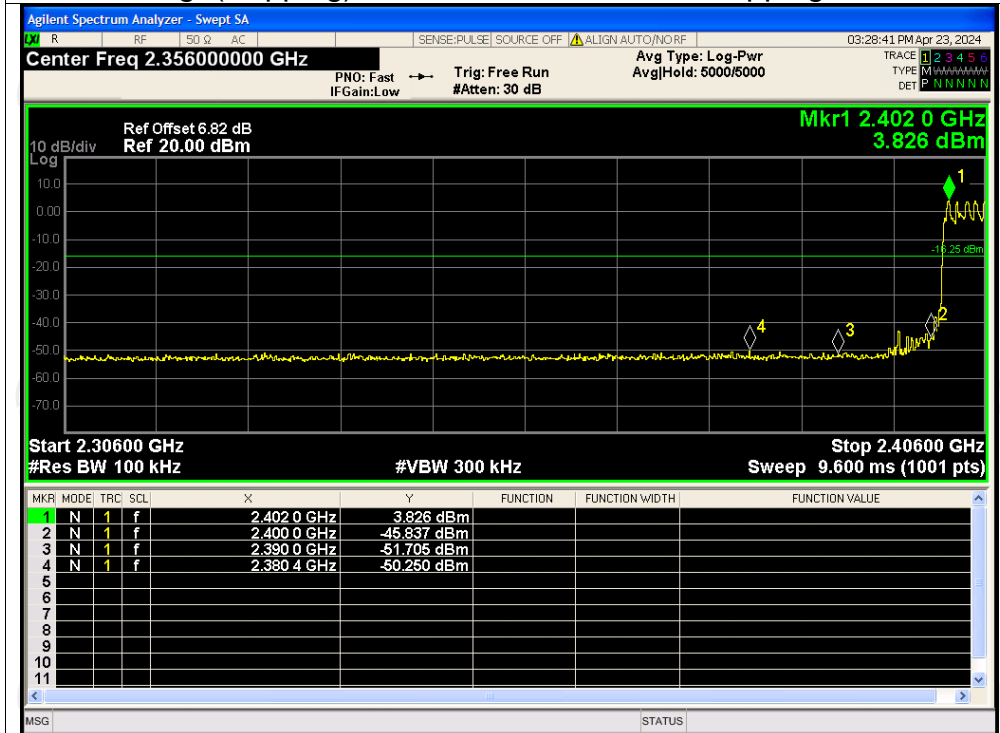 Agilent Spectrum Analyzer - Swept SA
LXI R RF 50 Ω AC SENSE:PULSE SOURCE OFF ALIGN AUTO/NO RF 03:28:41 PM Apr 23, 2024
Center Freq 2.356000000 GHz
PNO: Fast
IFGain:Low
Trig: Free Run
#Atten: 30 dB
Avg Type: Log-Pwr
Avg|Hold: 5000/5000
TRACE 1 2 3 4 5 6
TYPE M
DET P N N N N N
Ref Offset 6.82 dB
10 dB/div Ref 20.00 dBm
Log
Mkr1 2.402 0 GHz
3.826 dBm
10.0
0.00
-10.0
-20.0
-30.0
-40.0
-50.0
-60.0
-70.0
1
-16.25 dBm
2
3
4
Start 2.30600 GHz Stop 2.40600 GHz
#Res BW 100 kHz #VBW 300 kHz Sweep 9.600 ms (1001 pts)
MKR MODE TRC SCL X Y FUNCTION FUNCTION WIDTH FUNCTION VALUE
1 N 1 f 2.402 0 GHz 3.826 dBm
2 N 1 f 2.400 0 GHz -45.837 dBm
3 N 1 f 2.390 0 GHz -51.705 dBm
4 N 1 f 2.380 4 GHz -50.250 dBm
5
6
7
8
9
10
11
MSG STATUS